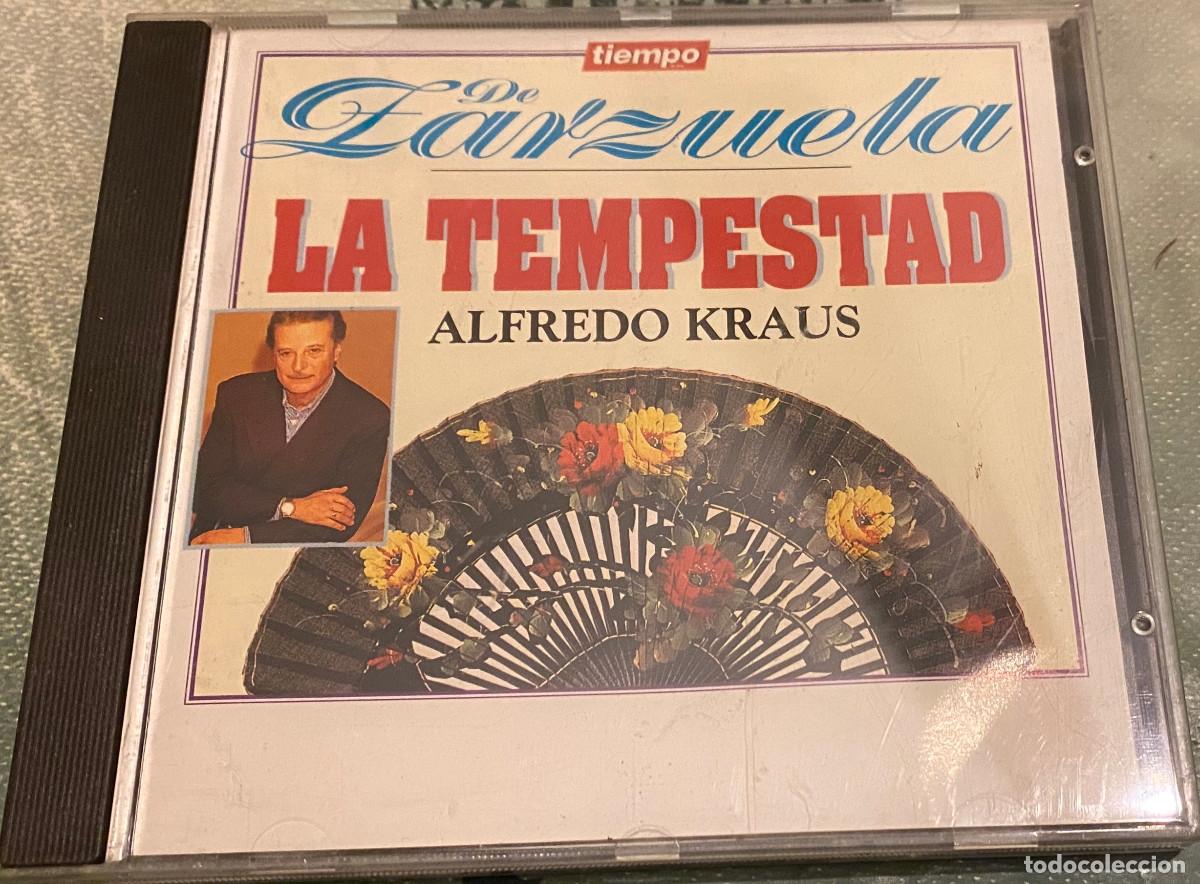 tiempo
De
Zarzuela
LA TEMPESTAD
ALFREDO KRAUS
todocoleccion